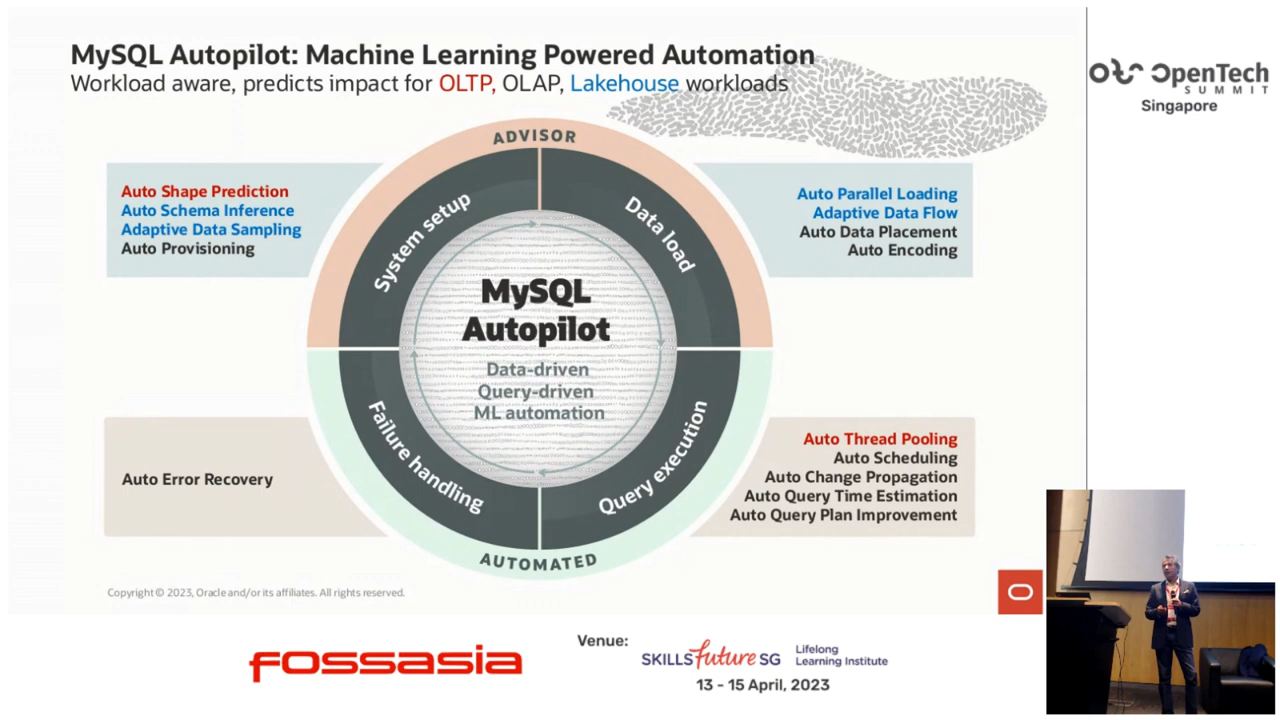 MySQL Autopilot: Machine Learning Powered Automation
Workload aware, predicts impact for OLTP, OLAP, Lakehouse workloads
OpenTech
SUMMIT
Singapore
ADVISOR
Auto Shape Prediction
Auto Schema Inference
Adaptive Data Sampling
Auto Provisioning
System setup
Data load
Auto Parallel Loading
Adaptive Data Flow
Auto Data Placement
Auto Encoding
MySQL
Autopilot
Data-driven
Query-driven
ML automation
Auto Error Recovery
Failure handling
Query execution
Auto Thread Pooling
Auto Scheduling
Auto Change Propagation
Auto Query Time Estimation
Auto Query Plan Improvement
AUTOMATED
Copyright © 2023, Oracle and/or its affiliates. All rights reserved.
fossasia
Venue:
SKILLS future SG
Lifelong
Learning Institute
13 - 15 April, 2023